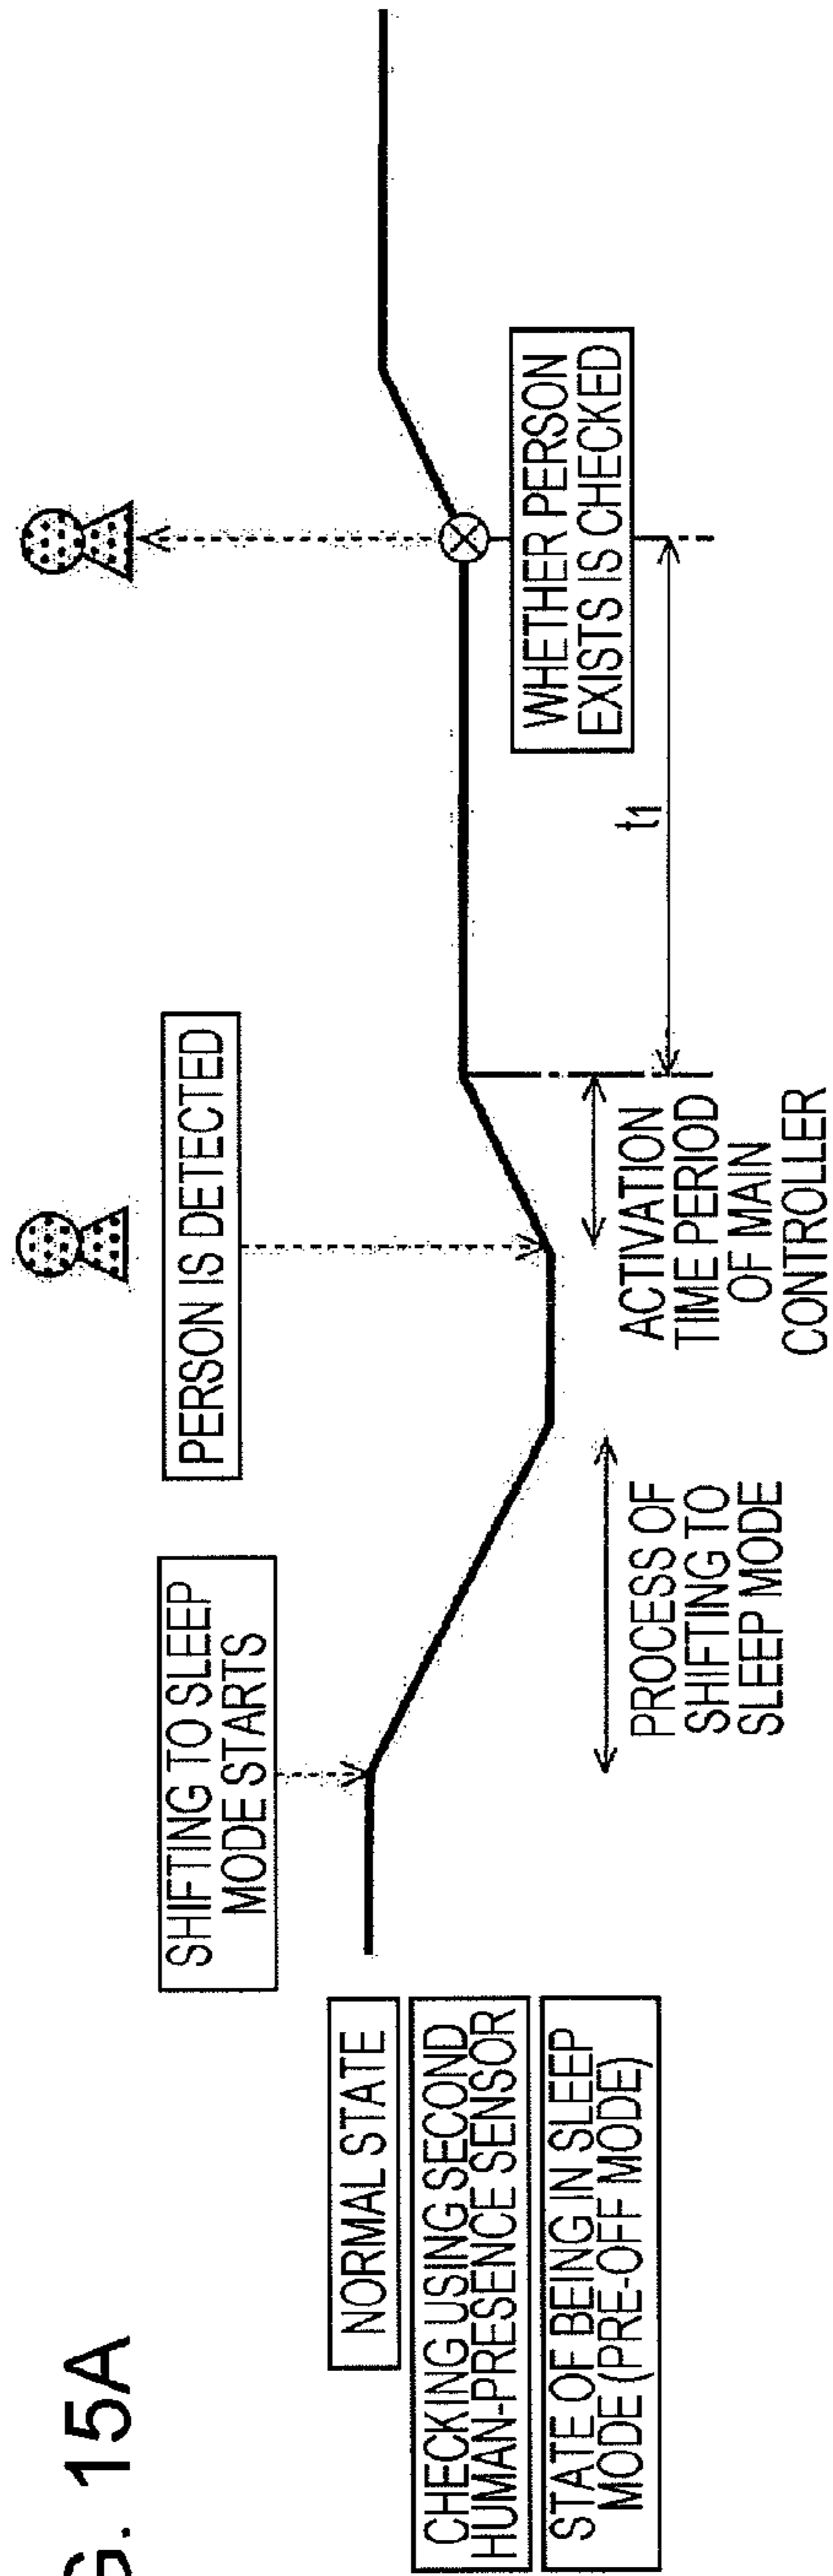 G. 15A
NORMAL STATE
CHECKING USING SECOND
HUMAN-PRESENCE SENSOR
STATE OF BEING IN SLEEP
MODE (PRE-OFF MODE)
SHIFTING TO SLEEP
MODE STARTS
PROCESS OF
SHIFTING TO
SLEEP MODE
PERSON IS DETECTED
ACTIVATION
TIME PERIOD
OF MAIN
CONTROLLER
t1
WHETHER PERSON
EXISTS IS CHECKED